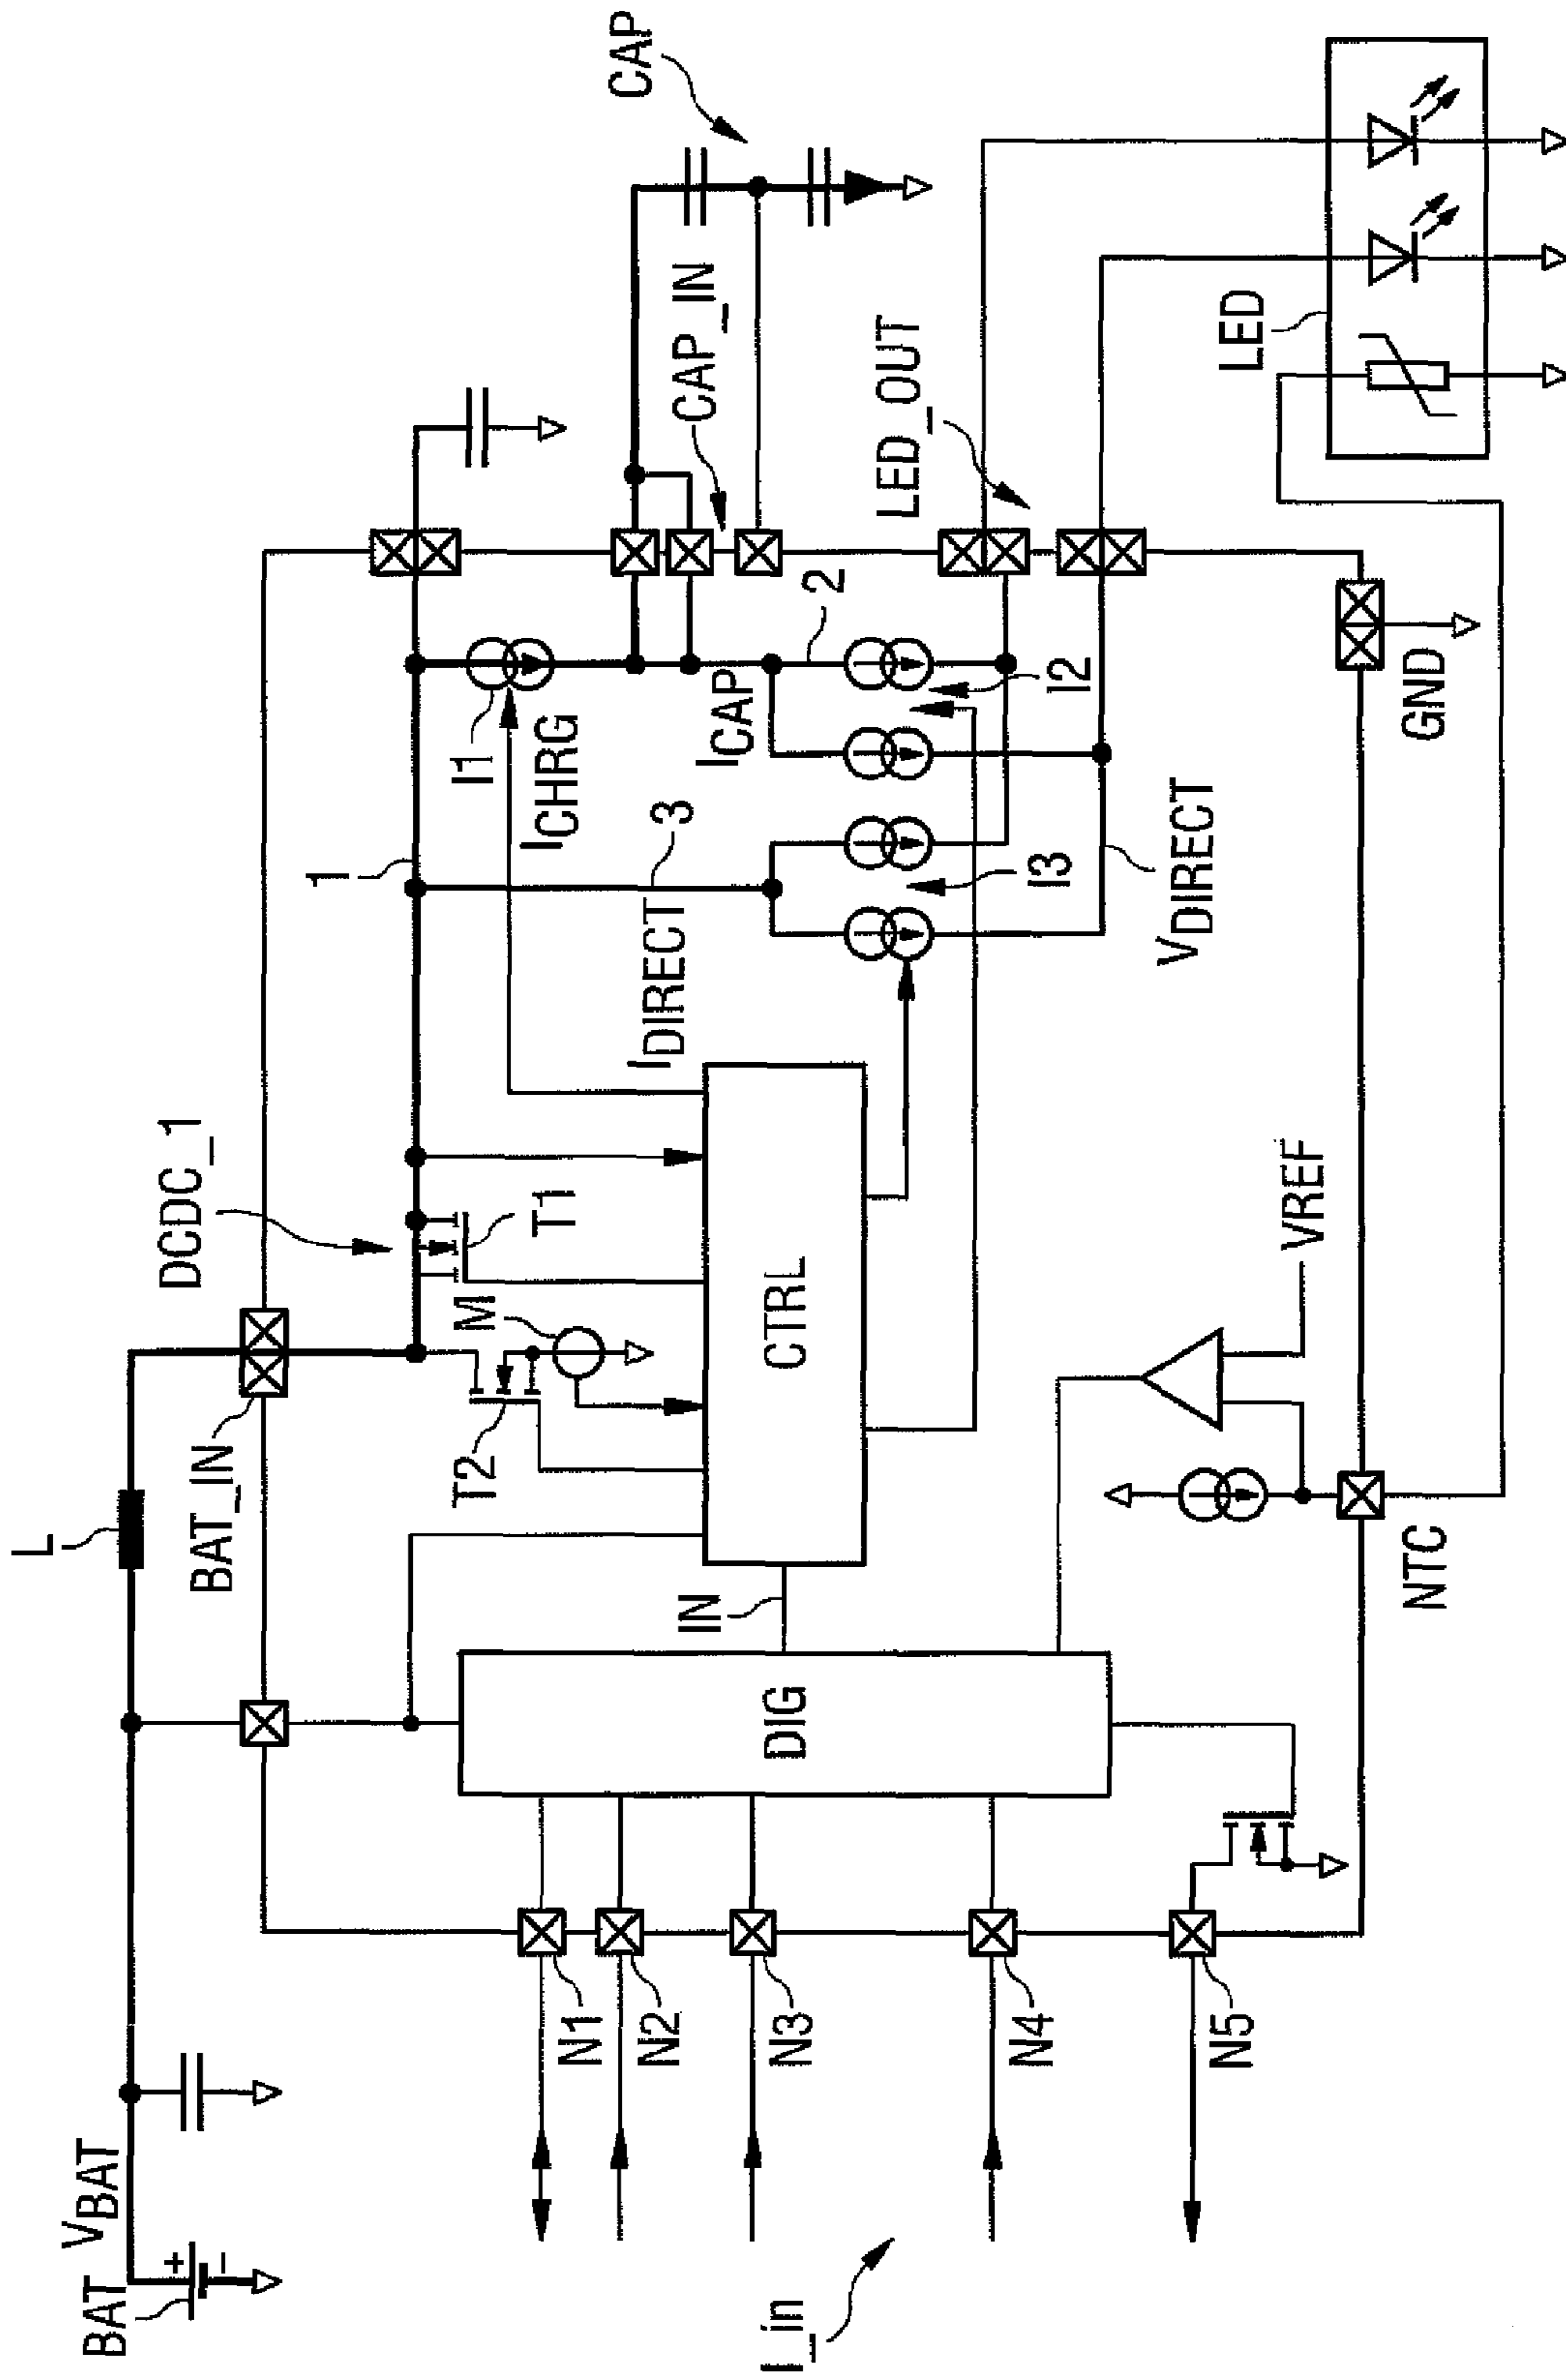 BAT
VBAT
+
-
L
BAT_IN
DCDC_1
1
T1
T2
M
I1
ICHRG
IDIRECT
3
ICAP
2
I2
I3
VDIRECT
CAP
CAP_IN
LED_OUT
LED
CTRL
IN
DIG
N1
N2
N3
N4
N5
I_in
VREF
NTC
GND